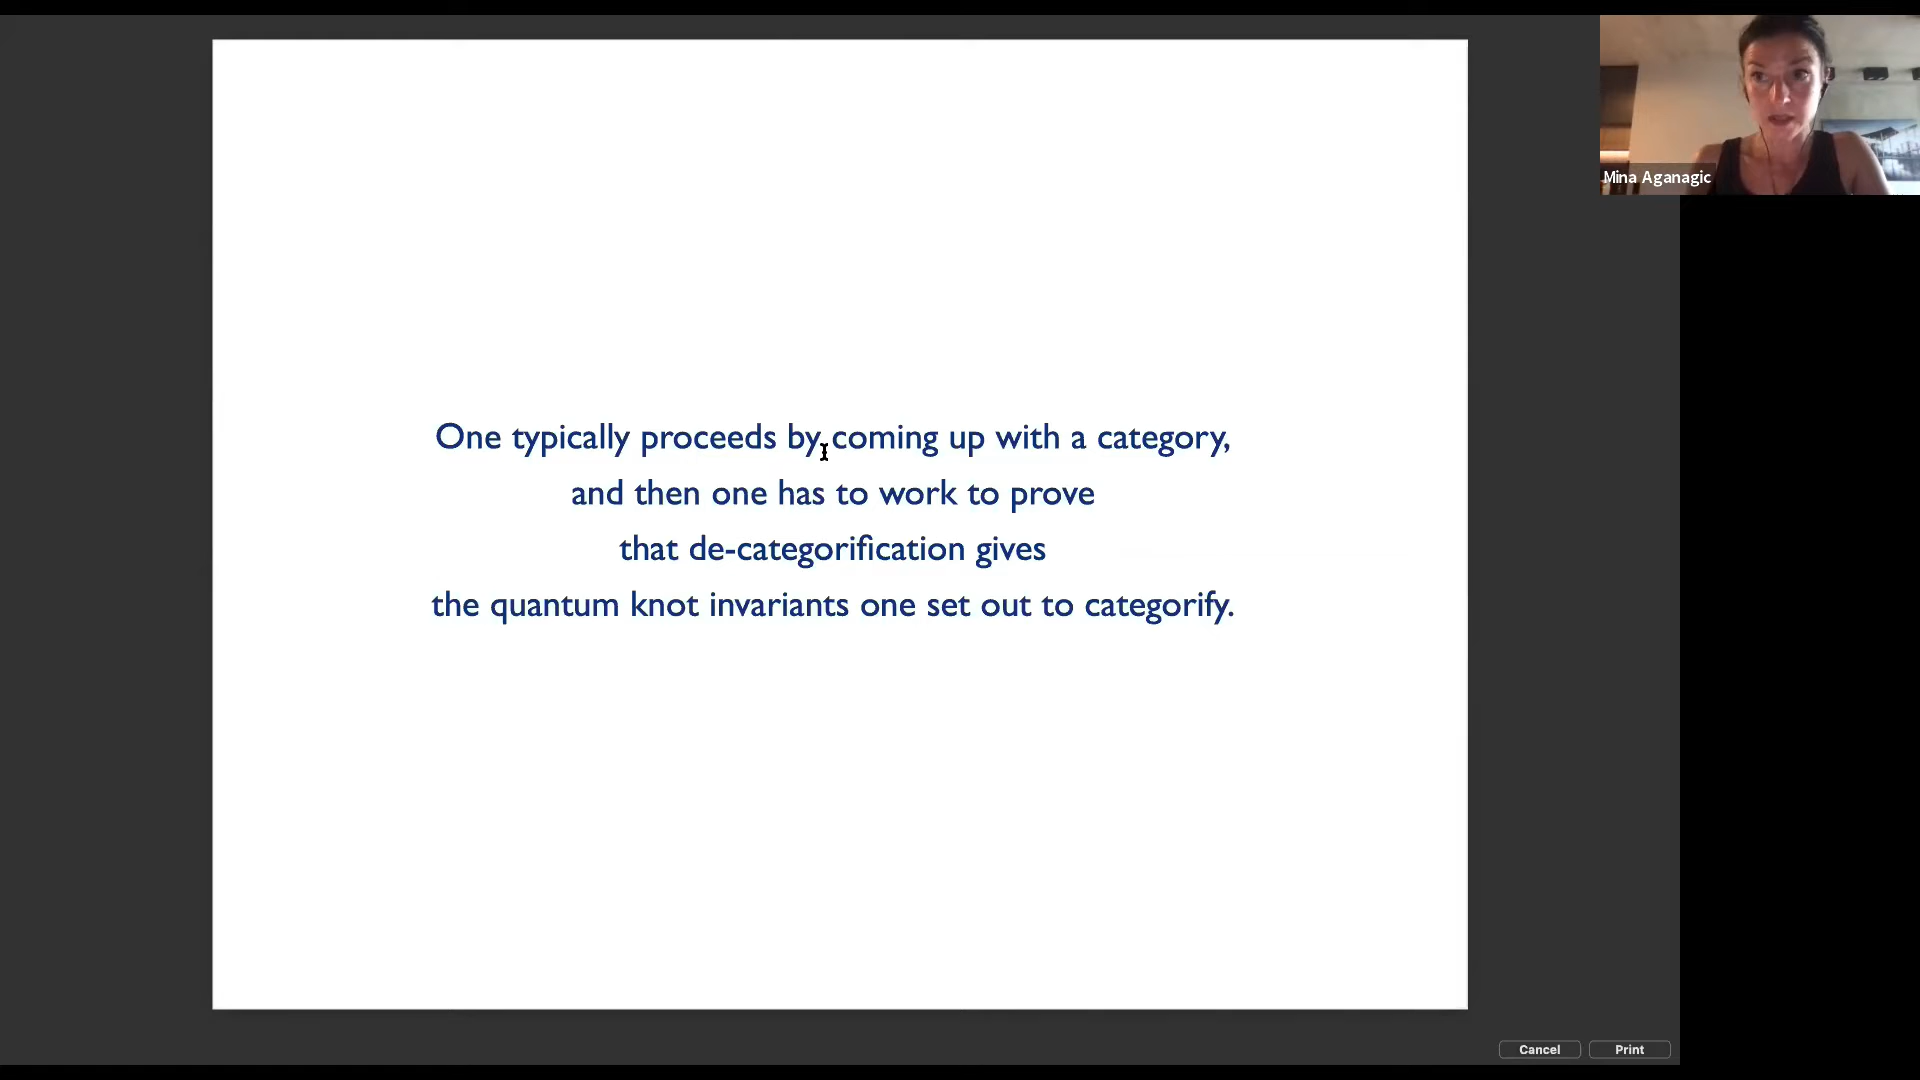 Mina Aganagic
One typically proceeds by coming up with a category,
and then one has to work to prove
that de-categorification gives
the quantum knot invariants one set out to categorify.
Cancel
Print